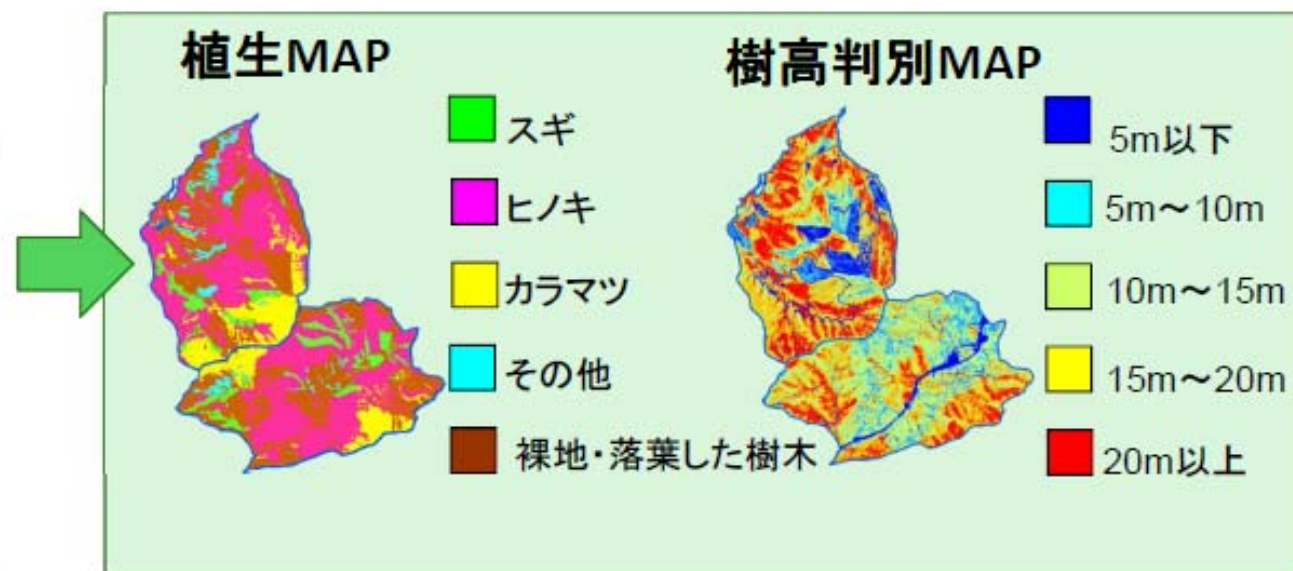 植生MAP
スギ
ヒノキ
カラマツ
その他
裸地・落葉した樹木
樹高判別MAP
5m以下
5m～10m
10m～15m
15m～20m
20m以上